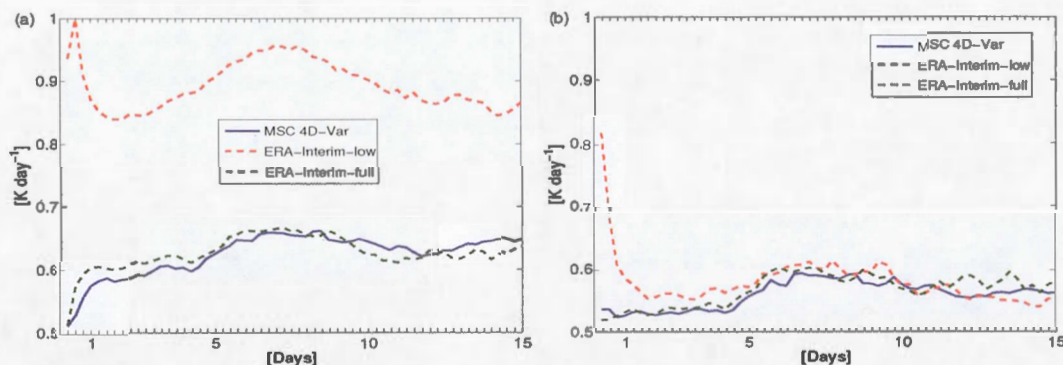 (a)
1
0.9
0.8
0.7
0.6
0.5
[K day⁻¹]
MSC 4D-Var
ERA-Interim-low
ERA-Interim-full
1
5
10
15
[Days]
(b)
1
0.9
0.8
0.7
0.6
0.5
[K day⁻¹]
MSC 4D-Var
ERA-Interim-low
ERA-Interim-full
1
5
10
15
[Days]